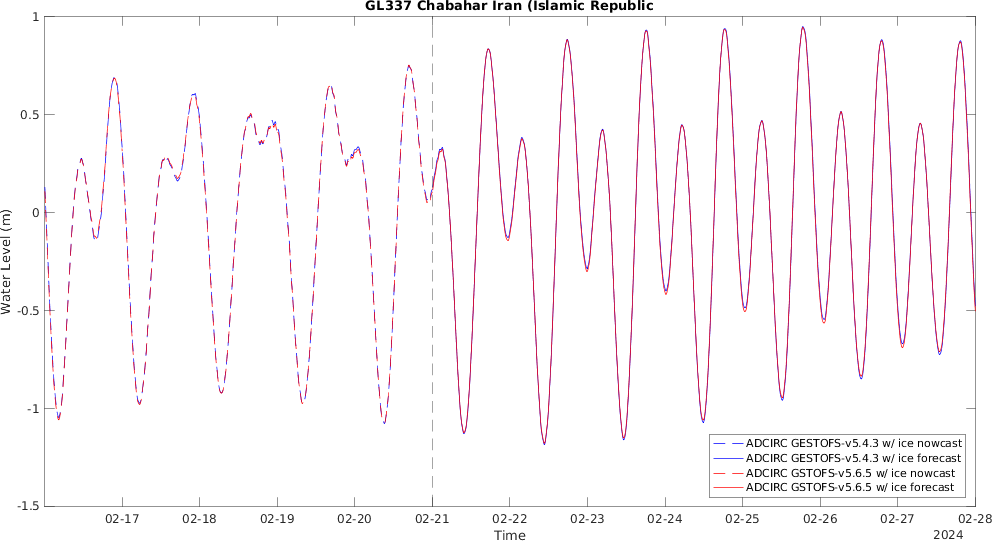 GL337 Chabahar Iran (Islamic Republic
1
0.5
0
-0.5
-1
-1.5
Water Level (m)
02-17 02-18 02-19 02-20 02-21 02-22 02-23 02-24 02-25 02-26 02-27 02-28
Time
2024
ADCIRC GESTOFS-v5.4.3 w/ ice nowcast
ADCIRC GESTOFS-v5.4.3 w/ ice forecast
ADCIRC GSTOFS-v5.6.5 w/ ice nowcast
ADCIRC GSTOFS-v5.6.5 w/ ice forecast